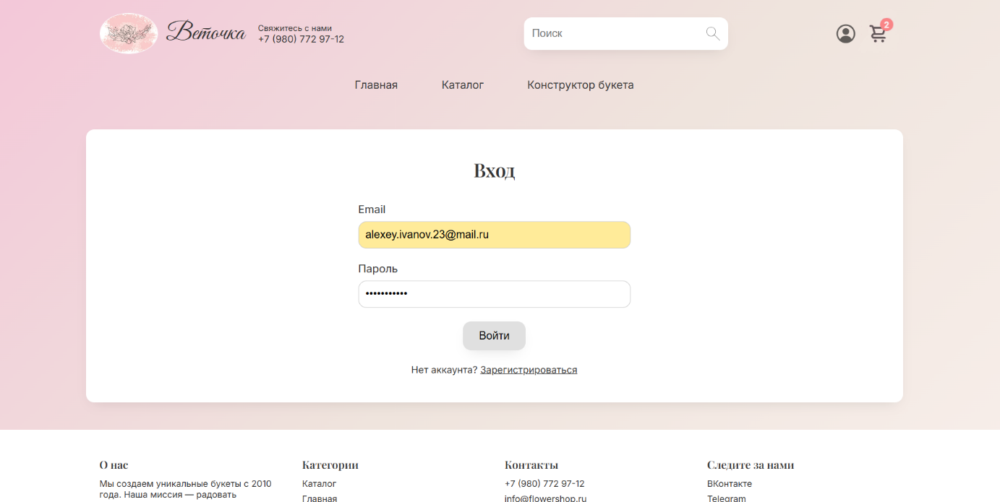 Веточка
Свяжитесь с нами
+7 (980) 772 97-12
Поиск
2
Главная
Каталог
Конструктор букета
Вход
Email
alexey.ivanov.23@mail.ru
Пароль
•••••••••••
Войти
Нет аккаунта? Зарегистрироваться
О нас
Мы создаем уникальные букеты с 2010
года. Наша миссия — радовать
Категории
Каталог
Главная
Контакты
+7 (980) 772 97-12
info@flowershop.ru
Следите за нами
ВКонтакте
Telegram